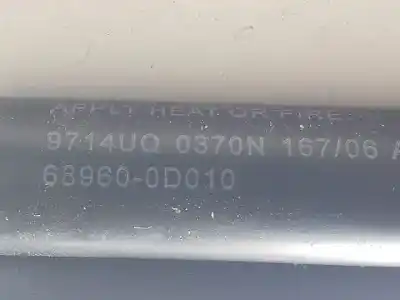 APPLY HEAT OR FIRE
9714UQ 0370N 167/06 A
68960-0D010